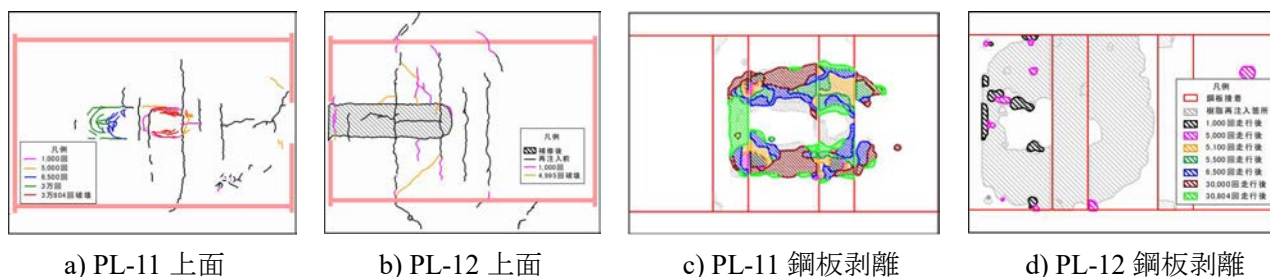 凡例
1,000回
5,000回
6,500回
3万回
3万804回破壊
a) PL-11 上面
凡例
補修後
再注入前
1,000回
4,995回破壊
b) PL-12 上面
c) PL-11 鋼板剥離
凡例
鋼板接着
樹脂再注入箇所
1,000回走行後
5,000回走行後
5,100回走行後
5,500回走行後
6,500回走行後
30,000回走行後
30,804回走行後
d) PL-12 鋼板剥離